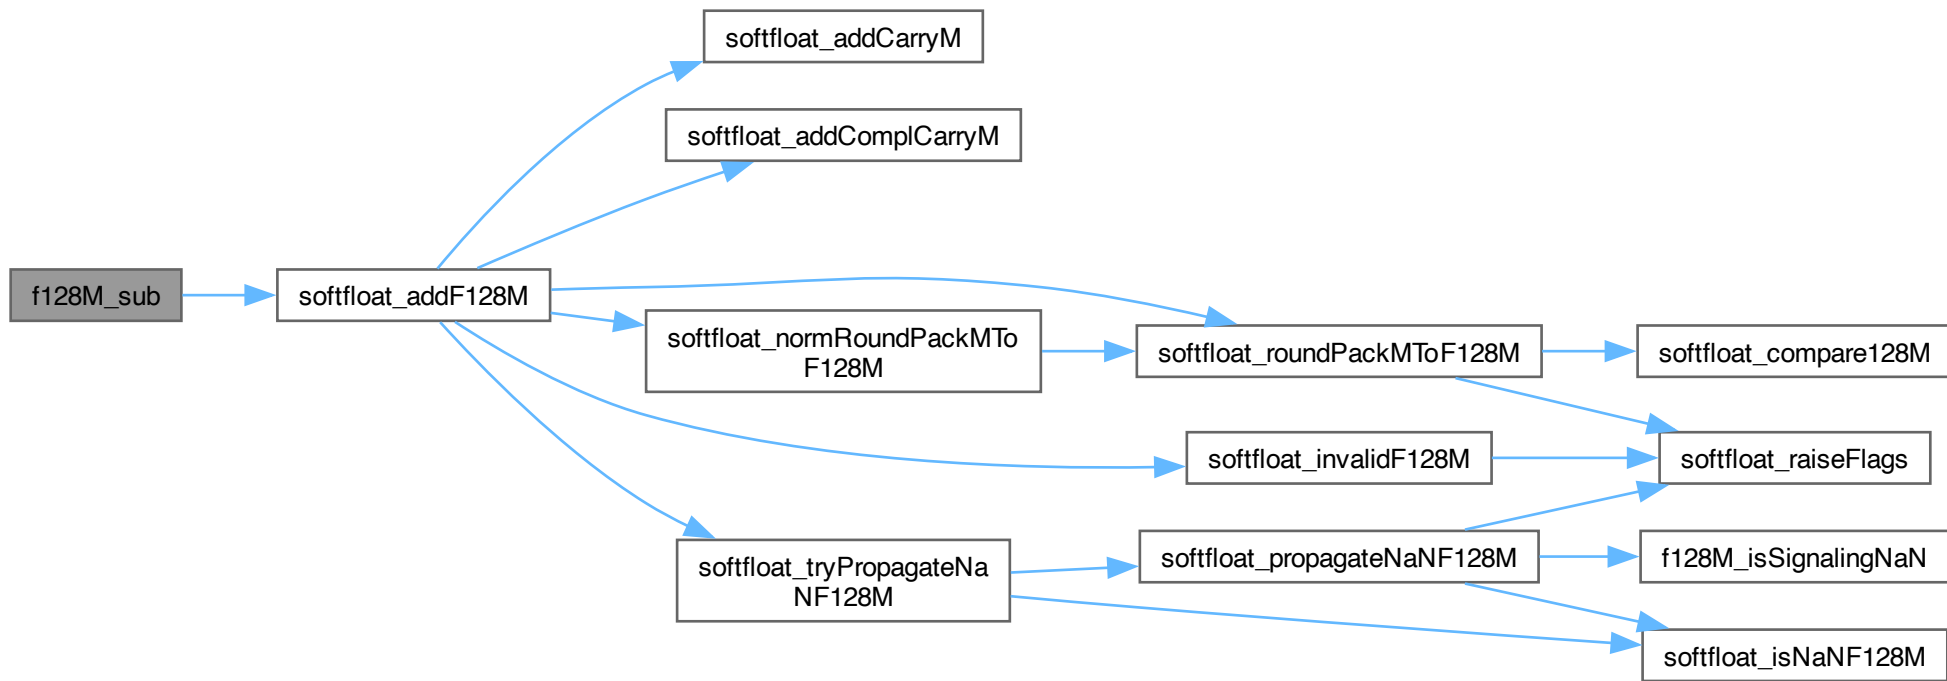 softfloat_addCarryM
softfloat_addComplCarryM
f128M_sub
softfloat_addF128M
softfloat_normRoundPackMTo
F128M
softfloat_roundPackMToF128M
softfloat_compare128M
softfloat_invalidF128M
softfloat_raiseFlags
softfloat_tryPropagateNa
NF128M
softfloat_propagateNaNF128M
f128M_isSignalingNaN
softfloat_isNaNF128M